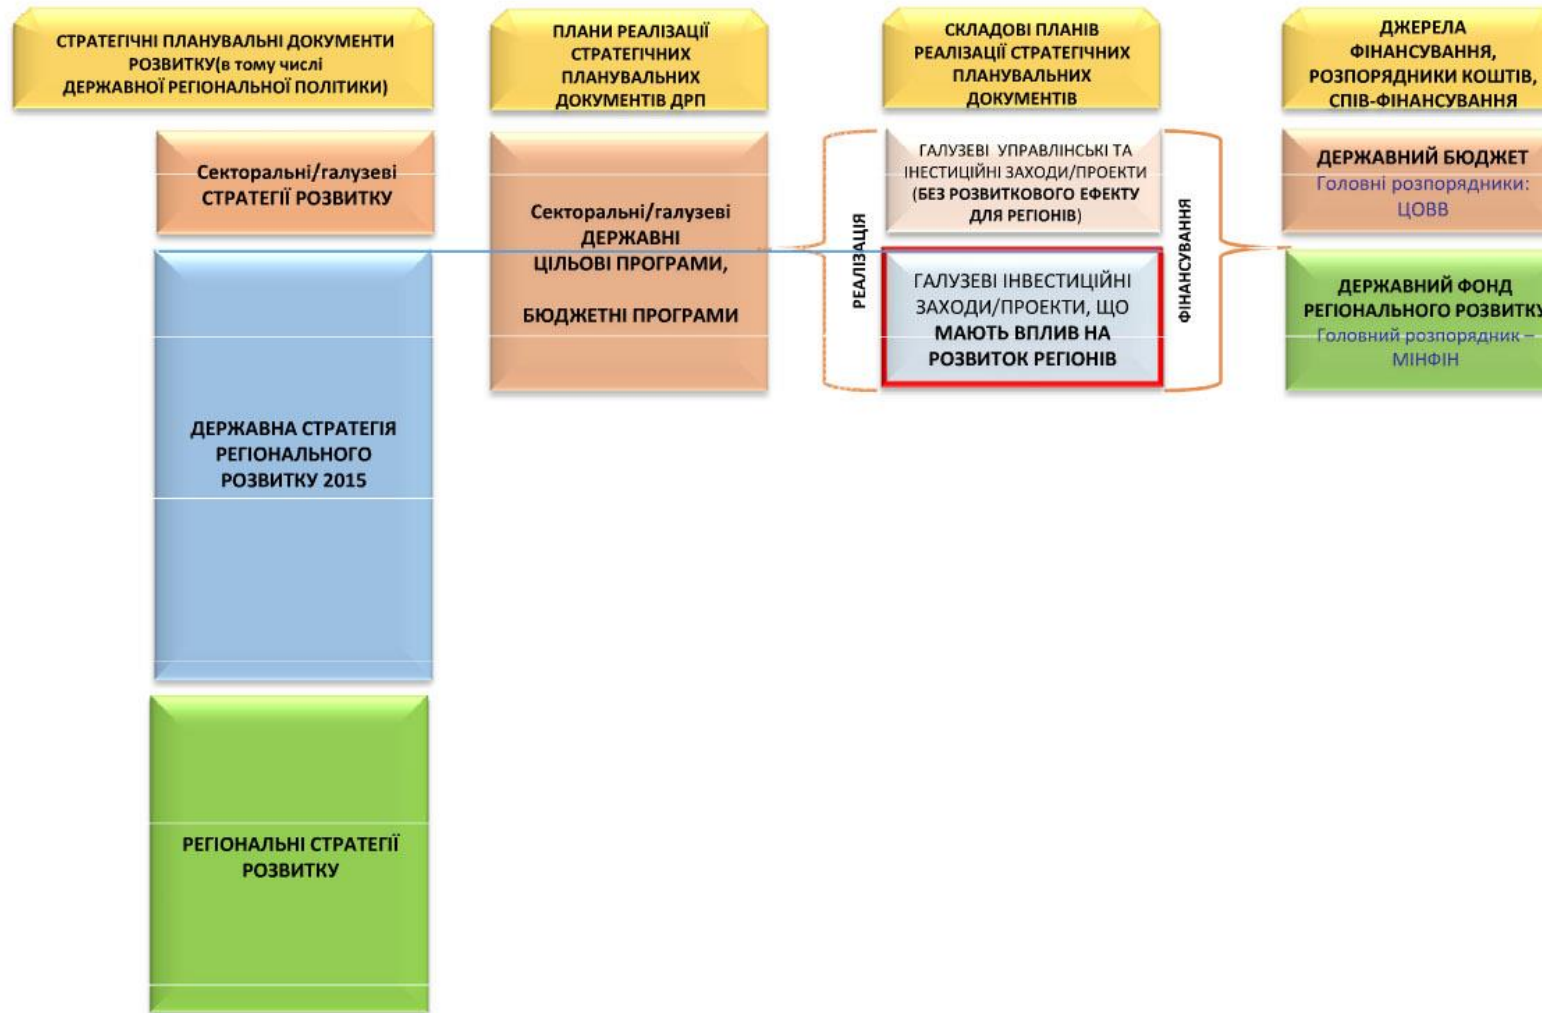 СТРАТЕГІЧНІ ПЛАНУВАЛЬНІ ДОКУМЕНТИ
РОЗВИТКУ(в тому числі
ДЕРЖАВНОЇ РЕГІОНАЛЬНОЇ ПОЛІТИКИ)
ПЛАНИ РЕАЛІЗАЦІЇ
СТРАТЕГІЧНИХ
ПЛАНУВАЛЬНИХ
ДОКУМЕНТІВ ДРП
СКЛАДОВІ ПЛАНІВ
РЕАЛІЗАЦІЇ СТРАТЕГІЧНИХ
ПЛАНУВАЛЬНИХ
ДОКУМЕНТІВ
ДЖЕРЕЛА
ФІНАНСУВАННЯ,
РОЗПОРЯДНИКИ КОШТІВ,
СПІВ-ФІНАНСУВАННЯ
Секторальні/галузеві
СТРАТЕГІЇ РОЗВИТКУ
Секторальні/галузеві
ДЕРЖАВНІ
ЦІЛЬОВІ ПРОГРАМИ,
БЮДЖЕТНІ ПРОГРАМИ
РЕАЛІЗАЦІЯ
ГАЛУЗЕВІ УПРАВЛІНСЬКІ ТА
ІНЕСТИЦІЙНІ ЗАХОДИ/ПРОЕКТИ
(БЕЗ РОЗВИТКОВОГО ЕФЕКТУ
ДЛЯ РЕГІОНІВ)
ГАЛУЗЕВІ ІНВЕСТИЦІЙНІ
ЗАХОДИ/ПРОЕКТИ, ЩО
МАЮТЬ ВПЛИВ НА
РОЗВИТОК РЕГІОНІВ
ФІНАНСУВАННЯ
ДЕРЖАВНИЙ БЮДЖЕТ
Головні розпорядники:
ЦОВВ
ДЕРЖАВНИЙ ФОНД
РЕГІОНАЛЬНОГО РОЗВИТКУ
Головний розпорядник –
МІНФІН
ДЕРЖАВНА СТРАТЕГІЯ
РЕГІОНАЛЬНОГО
РОЗВИТКУ 2015
РЕГІОНАЛЬНІ СТРАТЕГІЇ
РОЗВИТКУ